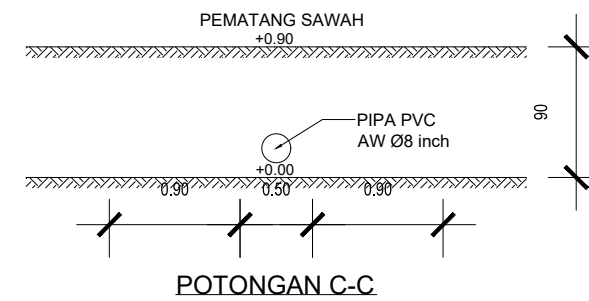 PEMATANG SAWAH
+0.90
90
PIPA PVC
AW Ø8 inch
+0.00
0.90 0.50 0.90
POTONGAN C-C